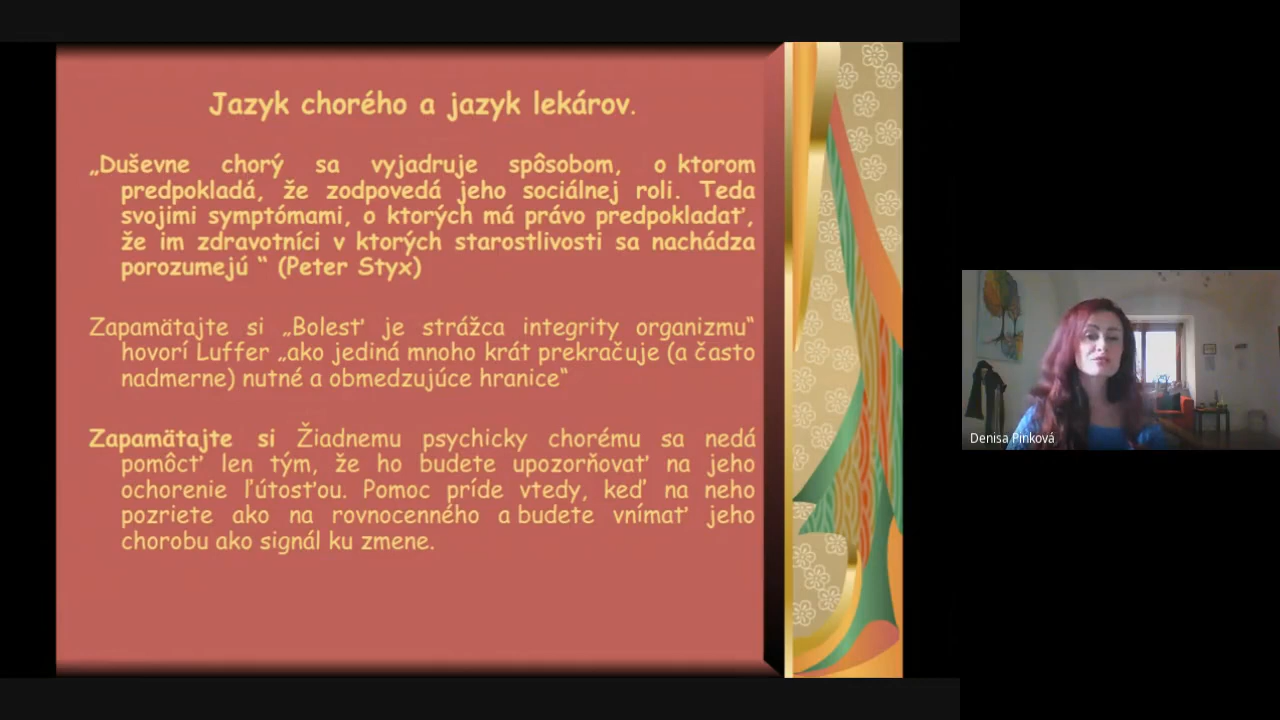 Jazyk chorého a jazyk lekárov.
„Duševne chorý sa vyjadruje spôsobom, o ktorom
predpokladá, že zodpovedá jeho sociálnej roli. Teda
svojimi symptómami, o ktorých má právo predpokladať,
že im zdravotníci v ktorých starostlivosti sa nachádza
porozumejú “ (Peter Styx)
Zapamätajte si „Bolesť je strážca integrity organizmu“
hovorí Luffer „ako jediná mnoho krát prekračuje (a často
nadmerne) nutné a obmedzujúce hranice“
Zapamätajte si Žiadnemu psychicky chorému sa nedá
pomôcť len tým, že ho budete upozorňovať na jeho
ochorenie ľútosťou. Pomoc príde vtedy, keď na neho
pozriete ako na rovnocenného a budete vnímať jeho
chorobu ako signál ku zmene.
Denisa Pinková